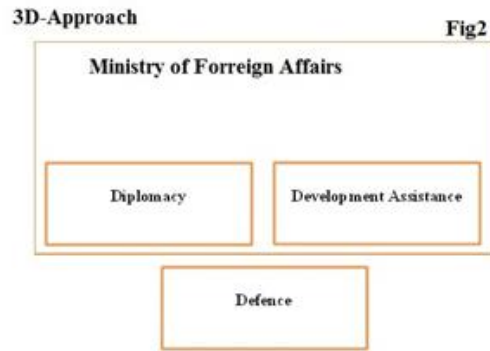 3D-Approach
Fig2
Ministry of Forreign Affairs
Diplomacy
Development Assistance
Defence